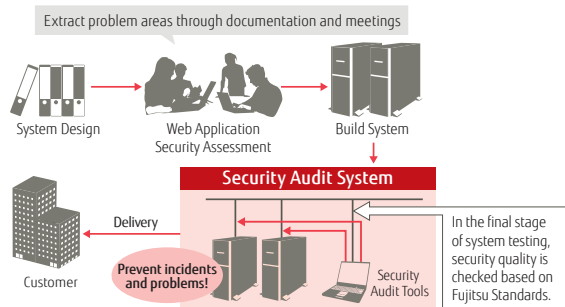 Extract problem areas through documentation and meetings
System Design
Web Application
Security Assessment
Build System
Security Audit System
Delivery
Customer
Prevent incidents
and problems!
Security
Audit Tools
In the final stage
of system testing,
security quality is
checked based on
Fujitsu Standards.